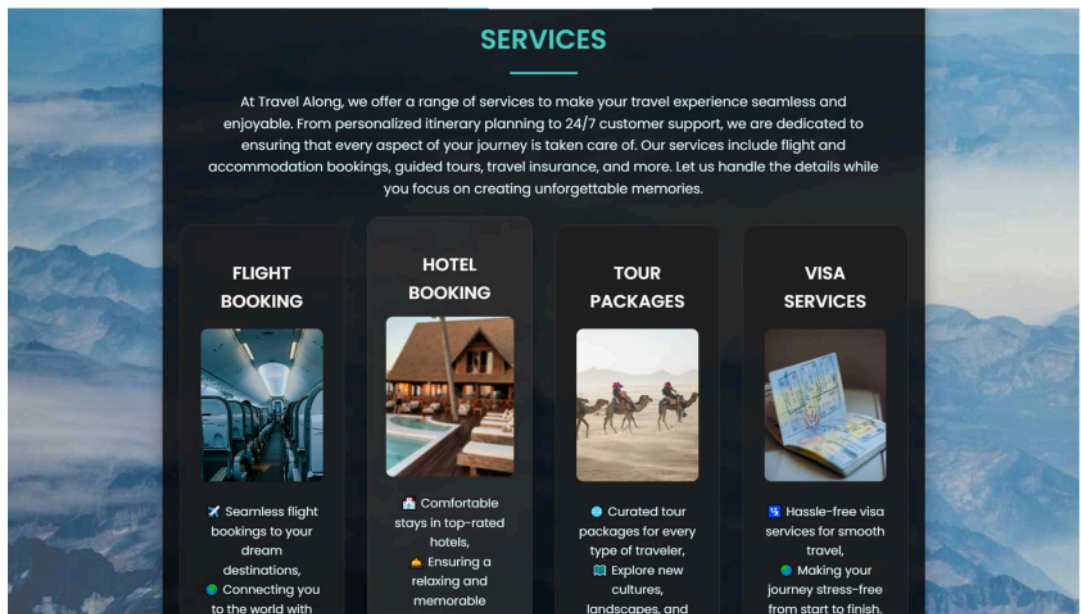 SERVICES
At Travel Along, we offer a range of services to make your travel experience seamless and
enjoyable. From personalized itinerary planning to 24/7 customer support, we are dedicated to
ensuring that every aspect of your journey is taken care of. Our services include flight and
accommodation bookings, guided tours, travel insurance, and more. Let us handle the details while
you focus on creating unforgettable memories.
FLIGHT
BOOKING
✈️ Seamless flight
bookings to your
dream
destinations,
🌍 Connecting you
to the world with
HOTEL
BOOKING
🏨 Comfortable
stays in top-rated
hotels,
🛎️ Ensuring a
relaxing and
memorable
TOUR
PACKAGES
🌐 Curated tour
packages for every
type of traveler,
🗺️ Explore new
cultures,
landscapes, and
VISA
SERVICES
🛂 Hassle-free visa
services for smooth
travel,
🌍 Making your
journey stress-free
from start to finish.